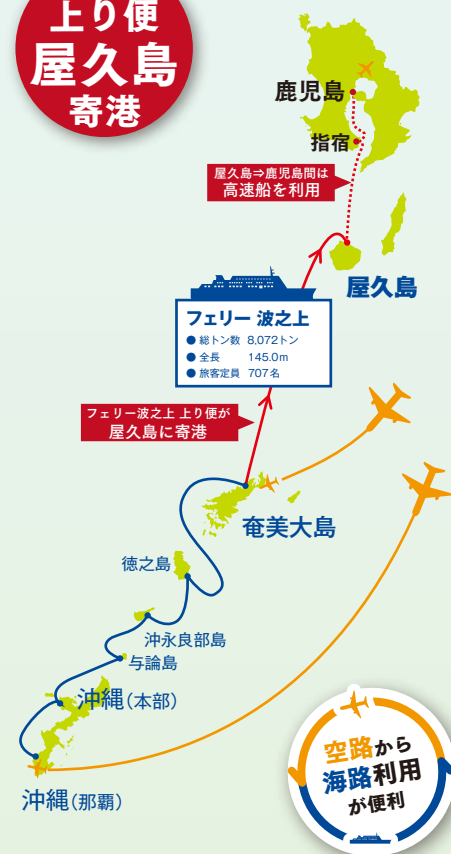 上り便
屋久島
寄港
鹿児島
指宿
屋久島⇒鹿児島間は
高速船を利用
屋久島
フェリー 波之上
● 総トン数 8,072トン
● 全長 145.0m
● 旅客定員 707名
フェリー波之上 上り便が
屋久島に寄港
奄美大島
徳之島
沖永良部島
与論島
沖縄(本部)
沖縄(那覇)
空路から
海路利用
が便利